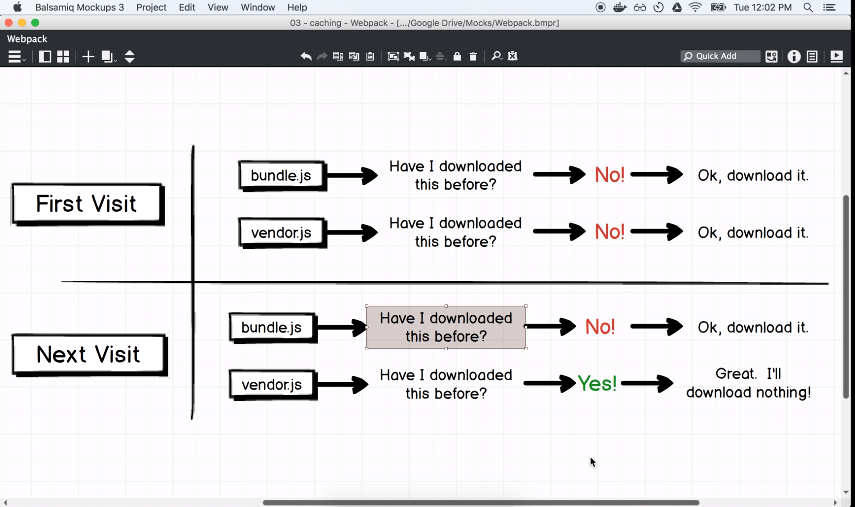 Balsamiq Mockups 3 Project Edit View Window Help Tue 12:02 PM
03 - caching - Webpack - [.../Google Drive/Mocks/Webpack.bmpr]
Webpack
Quick Add
First Visit
bundle.js
Have I downloaded
this before?
No!
Ok, download it.
vendor.js
Have I downloaded
this before?
No!
Ok, download it.
Next Visit
bundle.js
Have I downloaded
this before?
No!
Ok, download it.
vendor.js
Have I downloaded
this before?
Yes!
Great. I'll
download nothing!